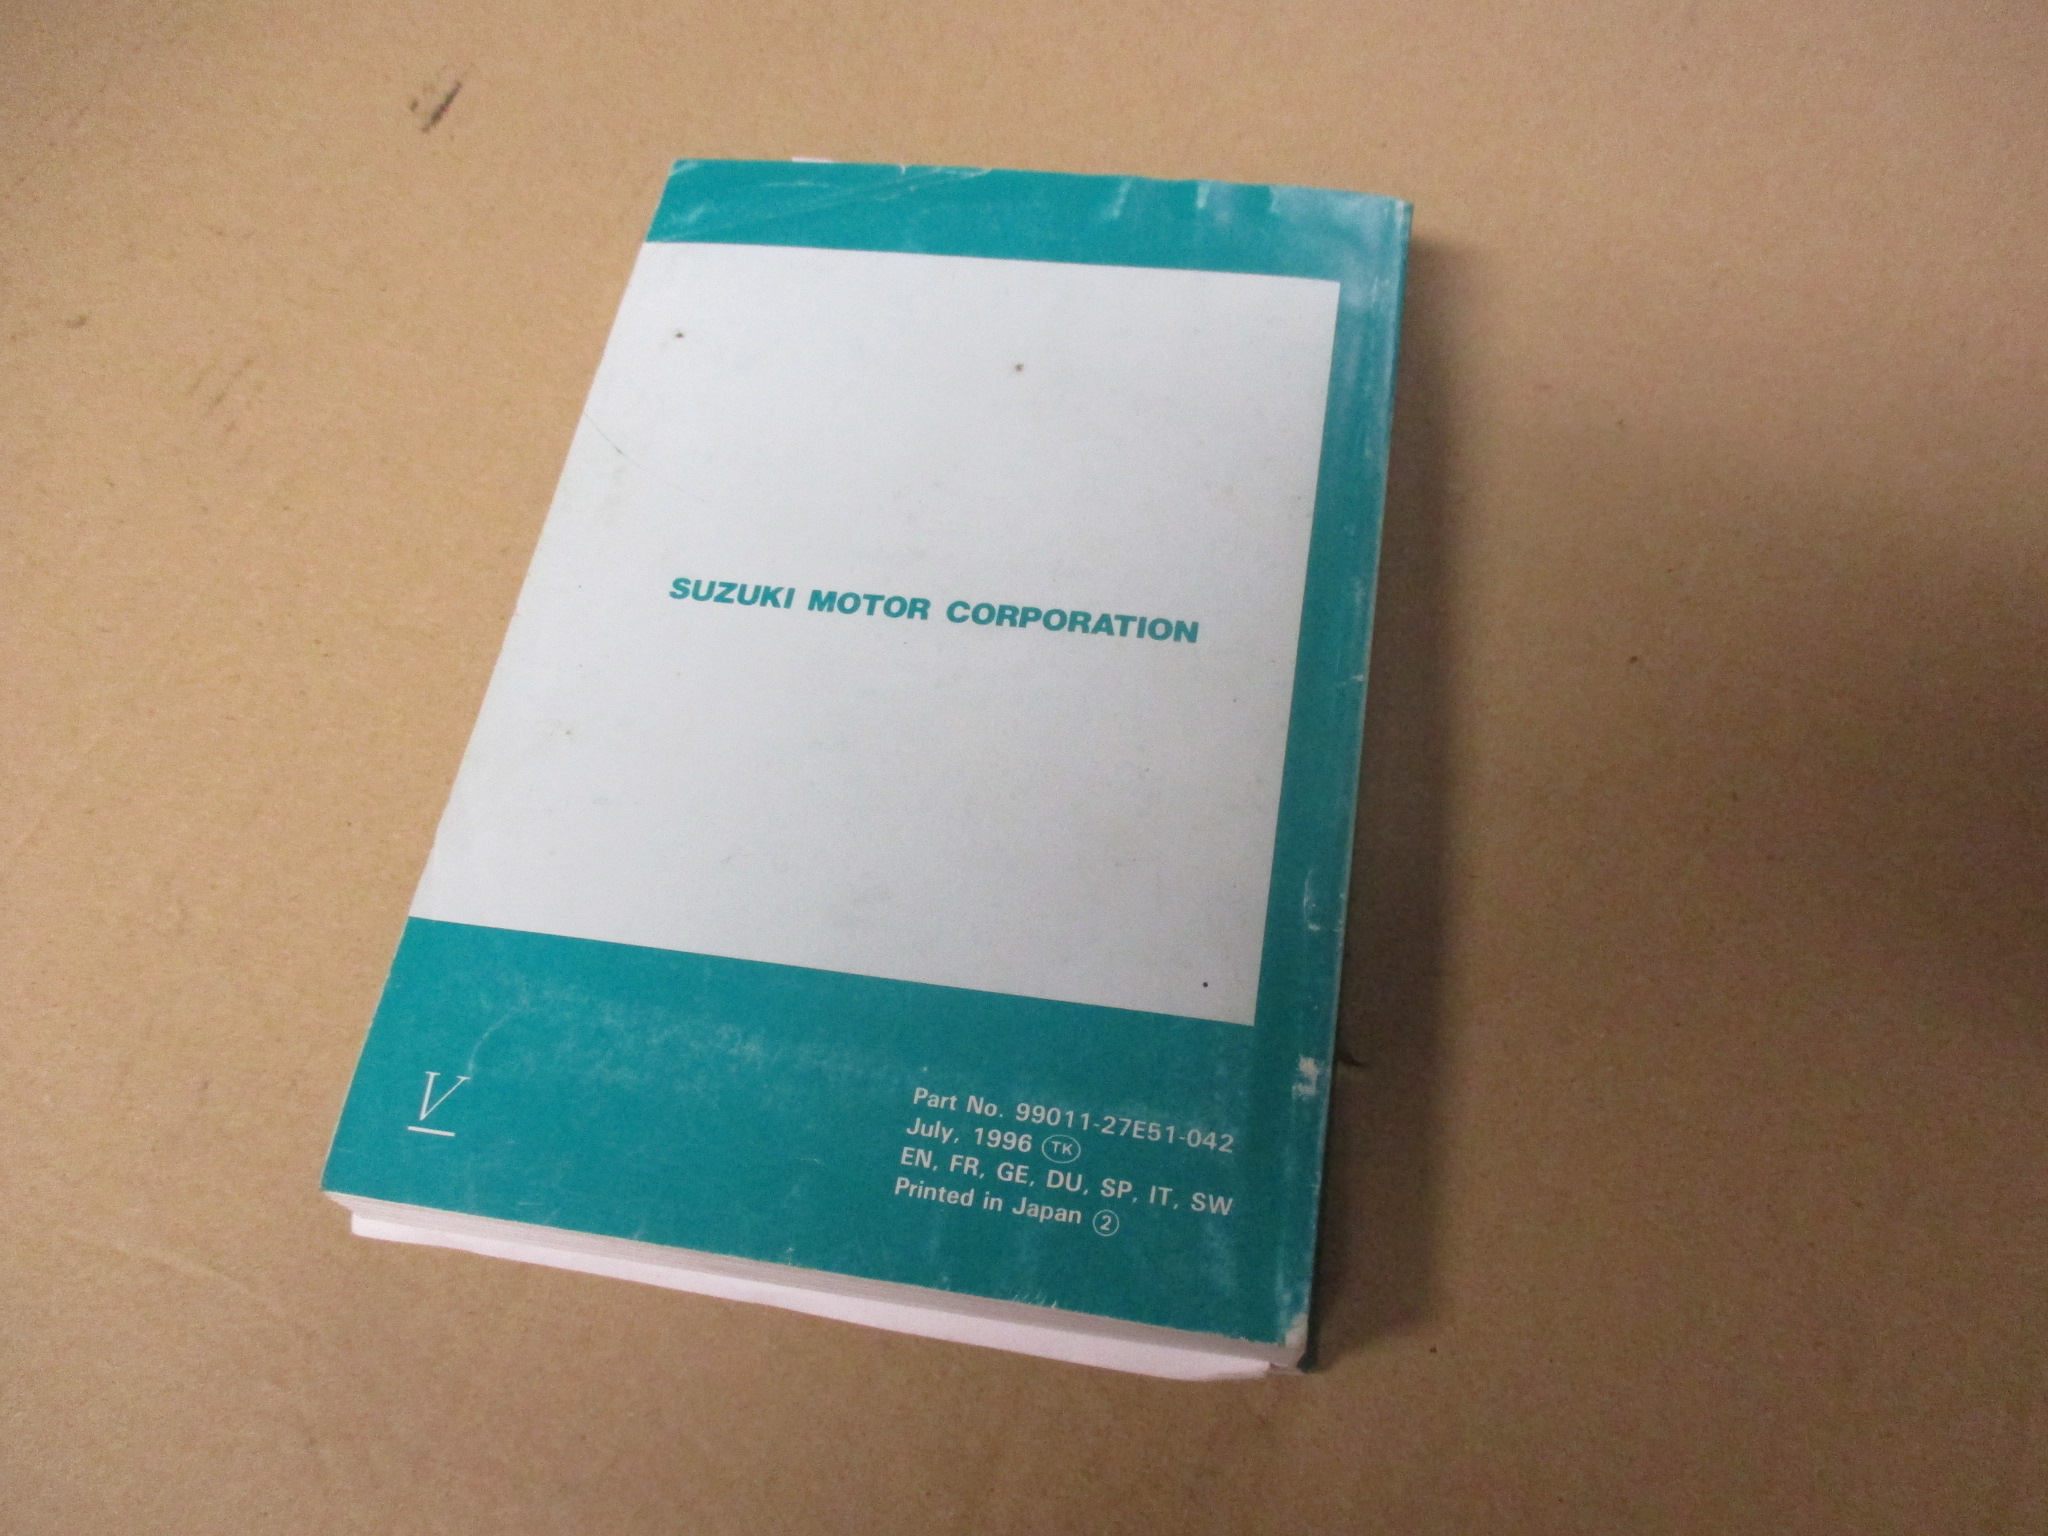 SUZUKI MOTOR CORPORATION
V
Part No. 99011-27E51-042
July, 1996 TK
EN, FR, GE, DU, SP, IT, SW
Printed in Japan 2